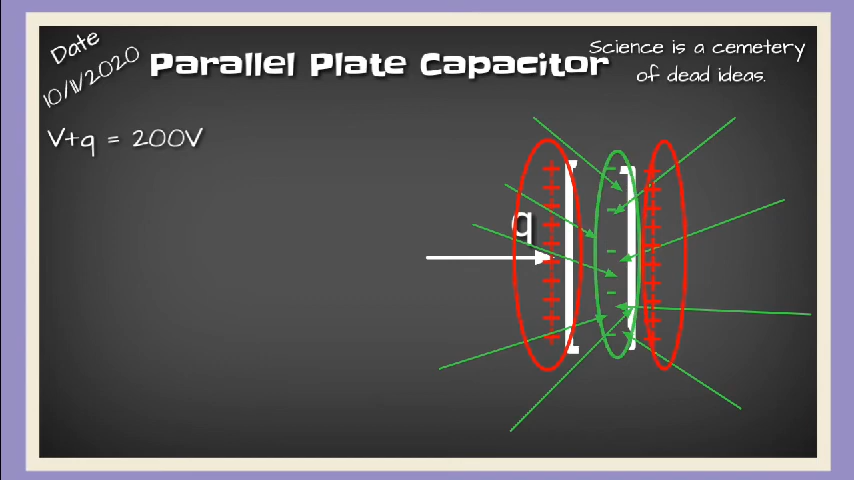 Date
10/11/2020
Parallel Plate Capacitor
Science is a cemetery
of dead ideas.
V+q = 200V
q